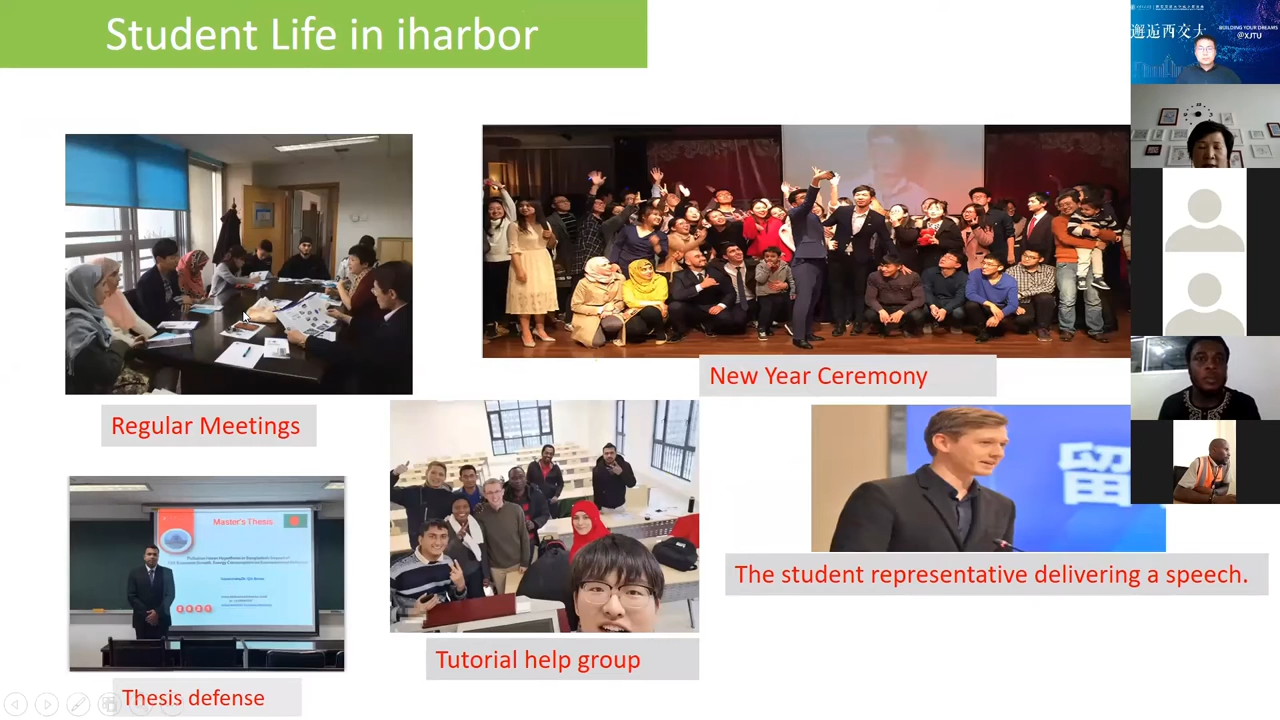 Student Life in iharbor
邂逅西交大
BUILDING YOUR DREAMS
@XJTU
New Year Ceremony
Regular Meetings
留
The student representative delivering a speech.
Master's Thesis
Tutorial help group
Thesis defense